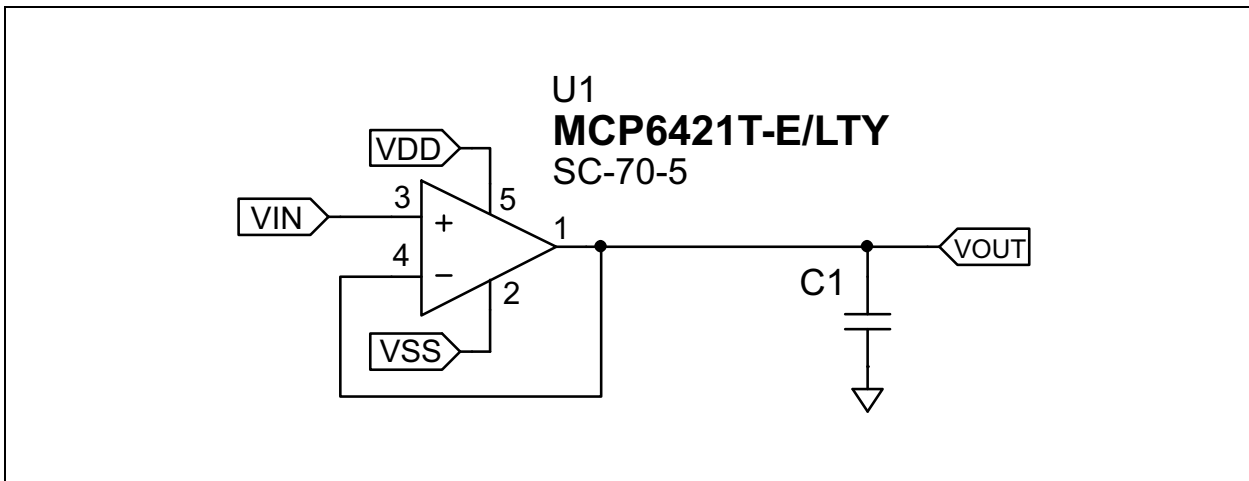 U1
MCP6421T-E/LTY
SC-70-5
VDD
VIN
3
+
5
1
4
−
2
VSS
VOUT
C1